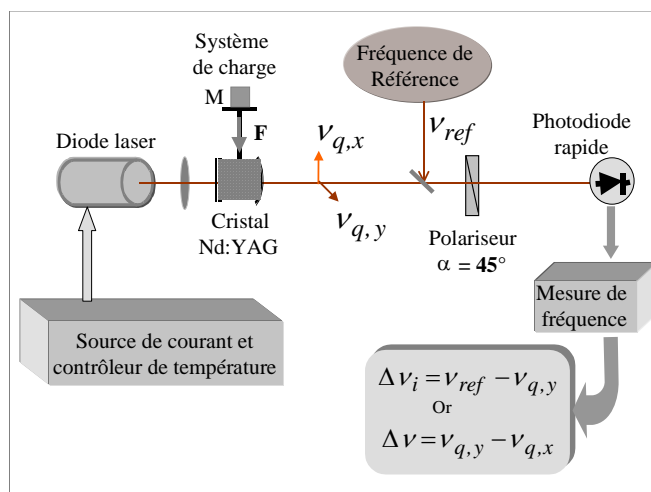 Système
de charge
M
F
Fréquence de
Référence
ν_ref
Photodiode
rapide
Diode laser
ν_q,x
ν_q,y
Cristal
Nd:YAG
Polariseur
α = 45°
Mesure de
fréquence
Source de courant et
contrôleur de température
Δν_i = ν_ref − ν_q,y
Or
Δν = ν_q,y − ν_q,x